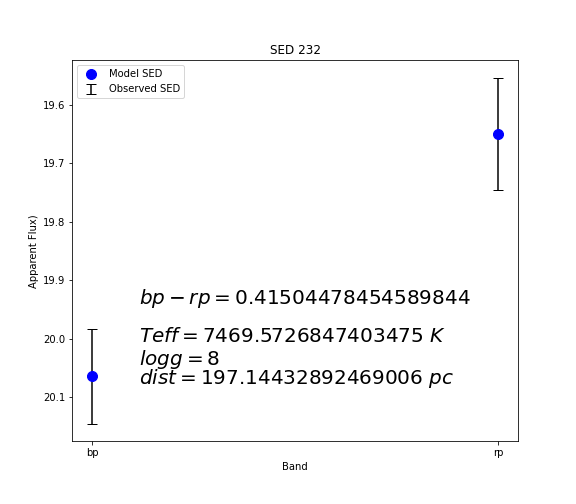 SED 232
Model SED
Observed SED
19.6
19.7
19.8
19.9
20.0
20.1
Apparent Flux)
bp − rp = 0.41504478454589844
Teff = 7469.5726847403475 K
logg = 8
dist = 197.14432892469006 pc
bp
rp
Band